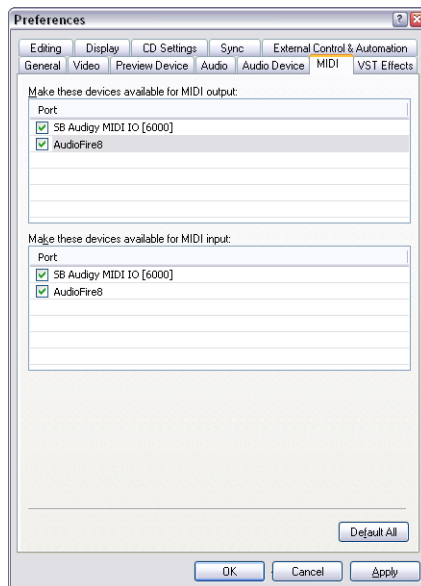 Preferences
Editing Display CD Settings Sync External Control & Automation
General Video Preview Device Audio Audio Device MIDI VST Effects
Make these devices available for MIDI output:
Port
SB Audigy MIDI IO [6000]
AudioFire8
Make these devices available for MIDI input:
Port
SB Audigy MIDI IO [6000]
AudioFire8
Default All
OK Cancel Apply